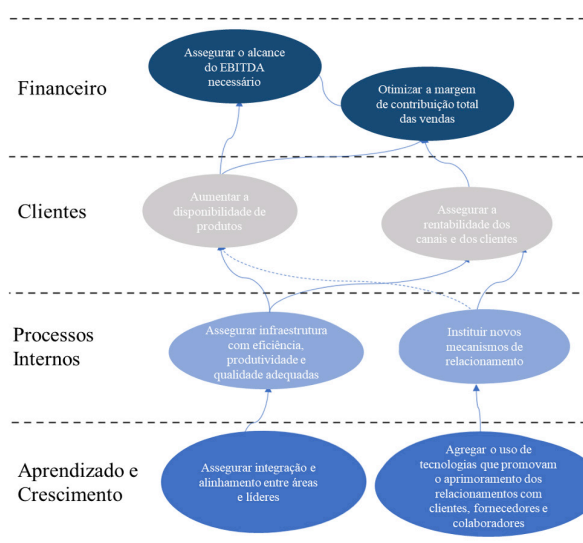 Financeiro
Assegurar o alcance
do EBITDA
necessário
Otimizar a margem
de contribuição total
das vendas
Clientes
Aumentar a
disponibilidade de
produtos
Assegurar a
rentabilidade dos
canais e dos clientes
Processos
Internos
Assegurar infraestrutura
com eficiência,
produtividade e
qualidade adequadas
Instituir novos
mecanismos de
relacionamento
Aprendizado e
Crescimento
Assegurar integração e
alinhamento entre áreas
e líderes
Agregar o uso de
tecnologias que promovam
o aprimoramento dos
relacionamentos com
clientes, fornecedores e
colaboradores